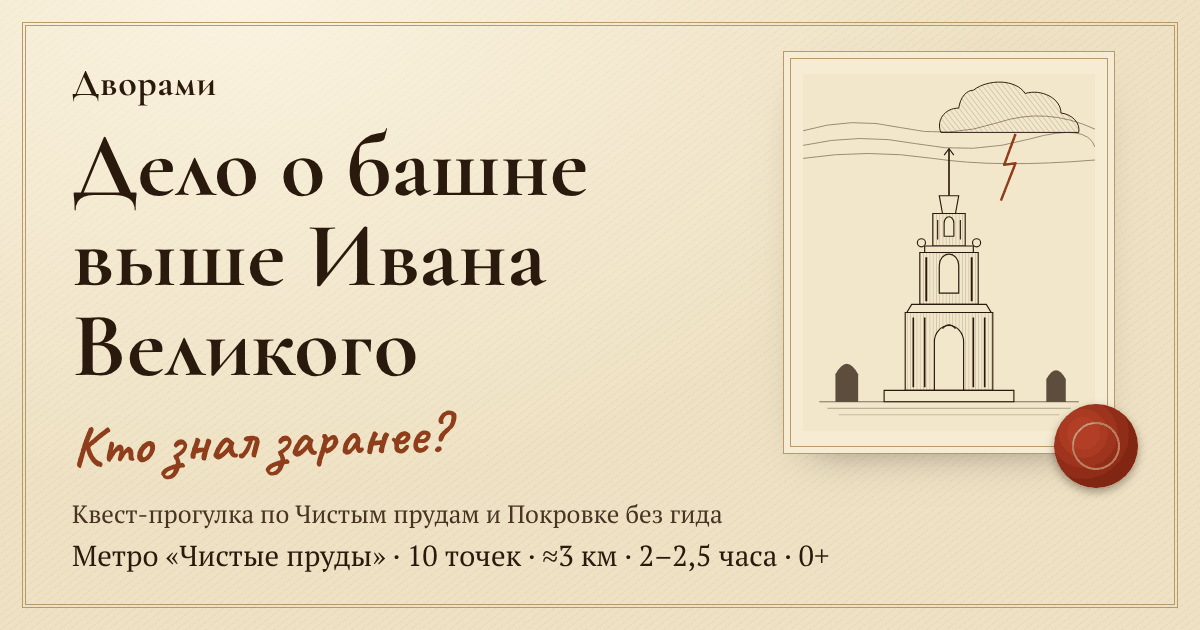 Дворами
Дело о башне
выше Ивана
Великого
Кто знал заранее?
Квест-прогулка по Чистым прудам и Покровке без гида
Метро «Чистые пруды» · 10 точек · ≈3 км · 2–2,5 часа · 0+